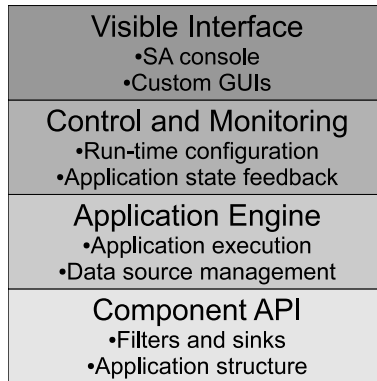 Visible Interface
•SA console
•Custom GUIs
Control and Monitoring
•Run-time configuration
•Application state feedback
Application Engine
•Application execution
•Data source management
Component API
•Filters and sinks
•Application structure